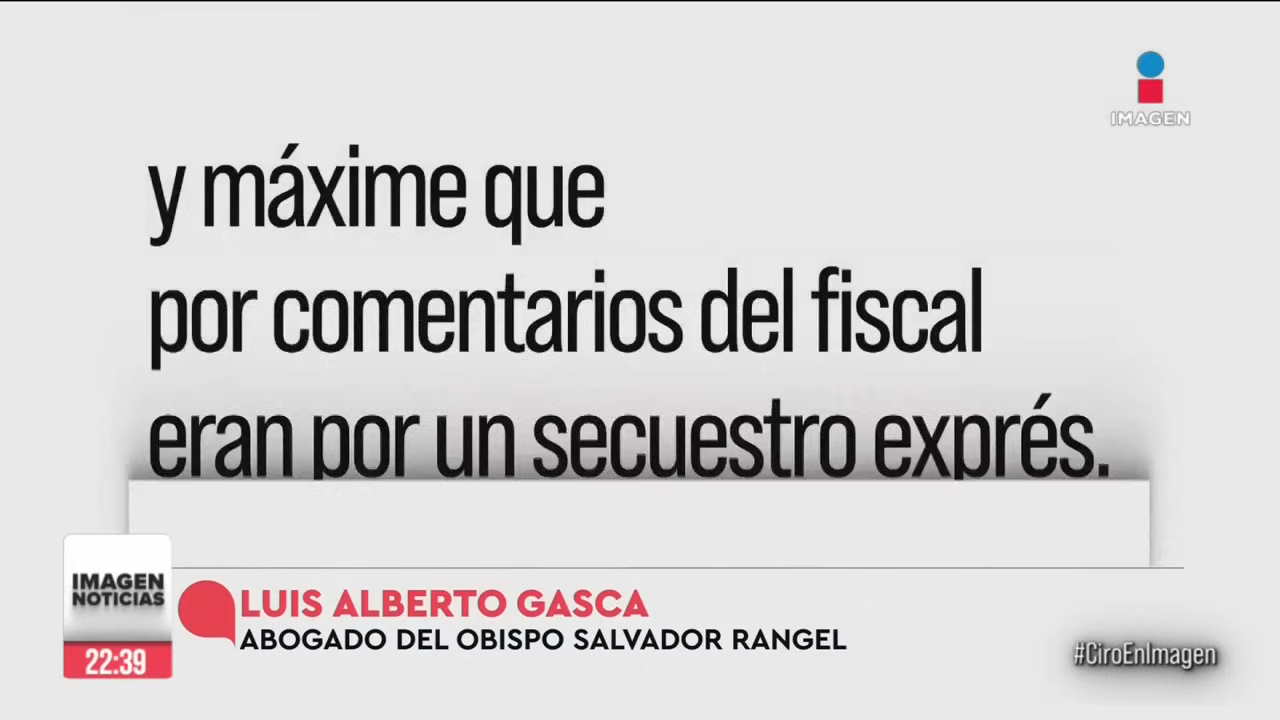 IMAGEN
y máxime que
por comentarios del fiscal
eran por un secuestro exprés.
IMAGEN
NOTICIAS
22:39
LUIS ALBERTO GASCA
ABOGADO DEL OBISPO SALVADOR RANGEL
#CiroEnImagen